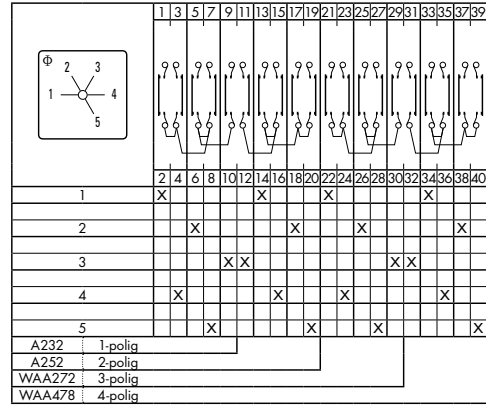 1 3 5 7 9 11 13 15 17 19 21 23 25 27 29 31 33 35 37 39
Φ
2 3
1 4
5
2 4 6 8 10 12 14 16 18 20 22 24 26 28 30 32 34 36 38 40
1 X X X X
2 X X X X
3 X X X X
4 X X X X
5 X X X X
A232 1-polig
A252 2-polig
WAA272 3-polig
WAA478 4-polig